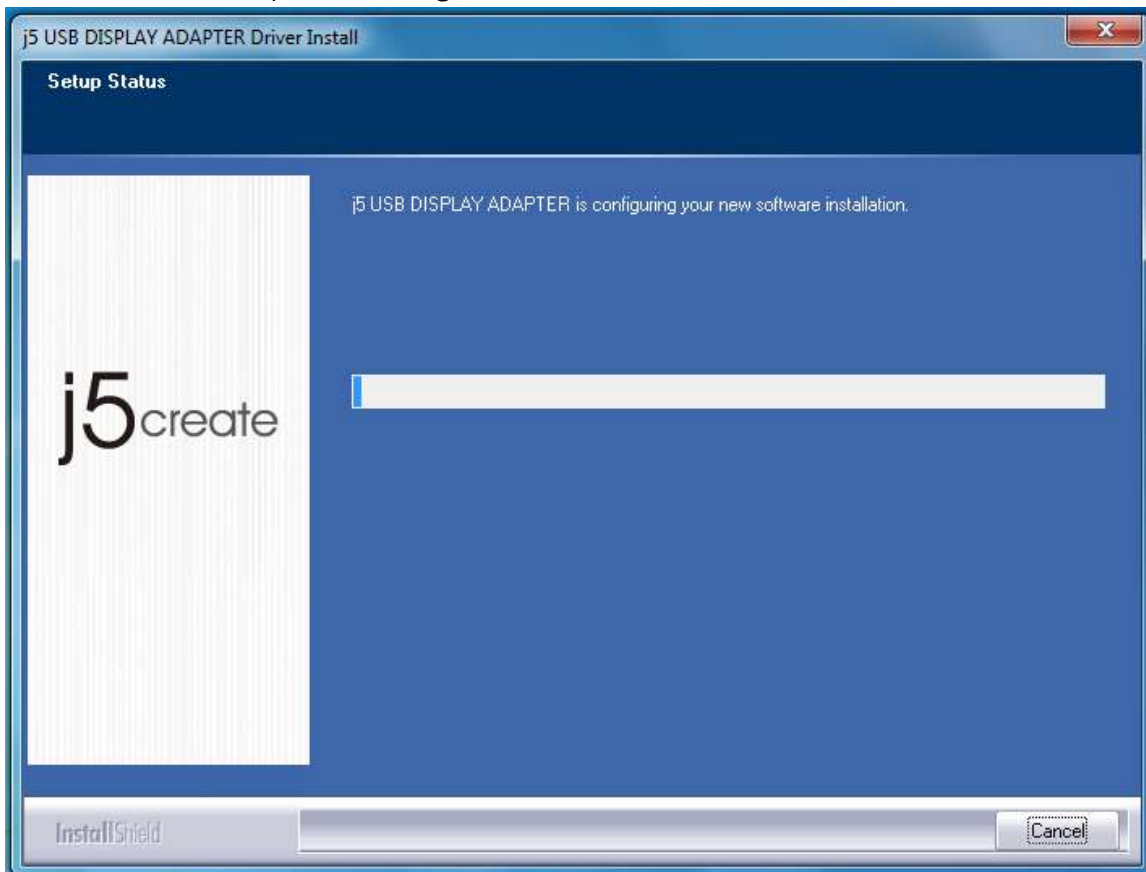 j5 USB DISPLAY ADAPTER Driver Install
Setup Status
j5 USB DISPLAY ADAPTER is configuring your new software installation.
j5create
InstallShield
Cancel